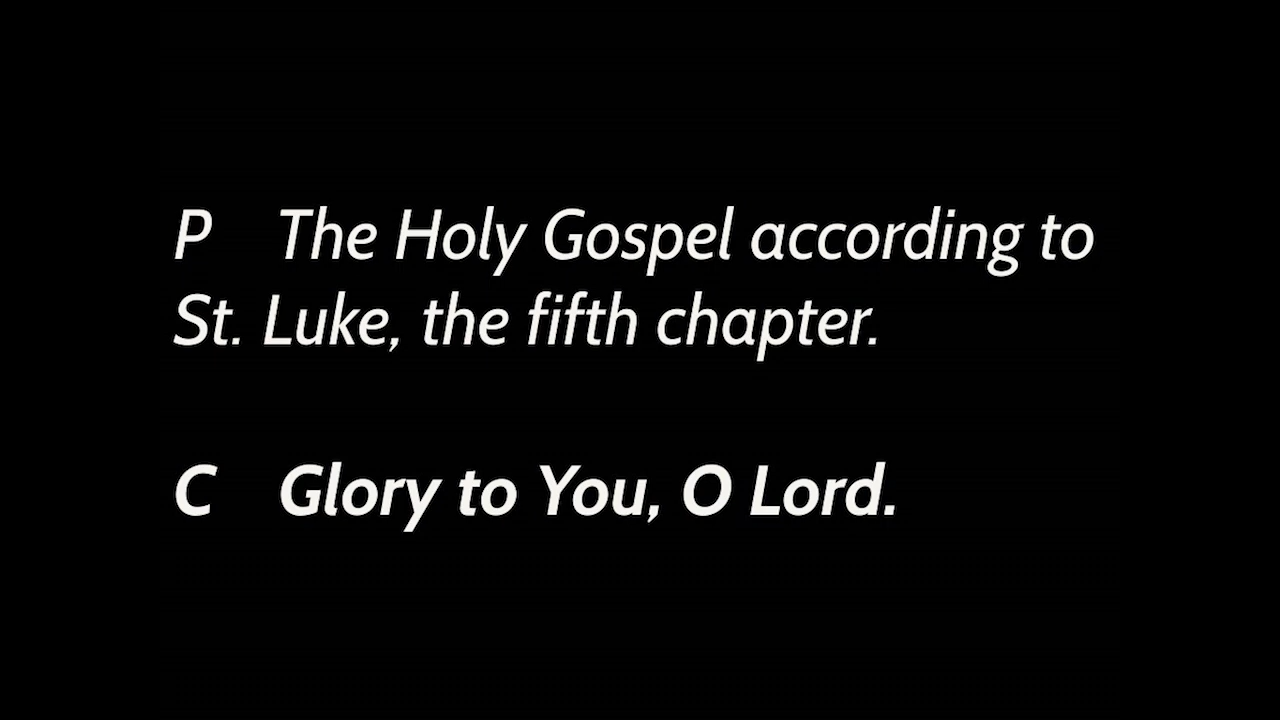 P The Holy Gospel according to
St. Luke, the fifth chapter.
C Glory to You, O Lord.